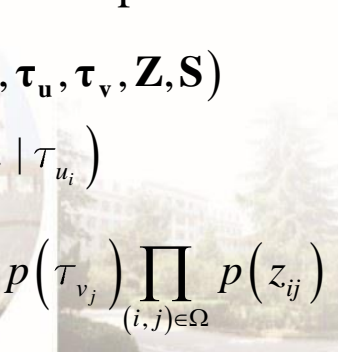 , τ_u, τ_v, Z, S)
| τ_{u_i})
p(τ_{v_j}) ∏_{(i,j)∈Ω} p(z_{ij})